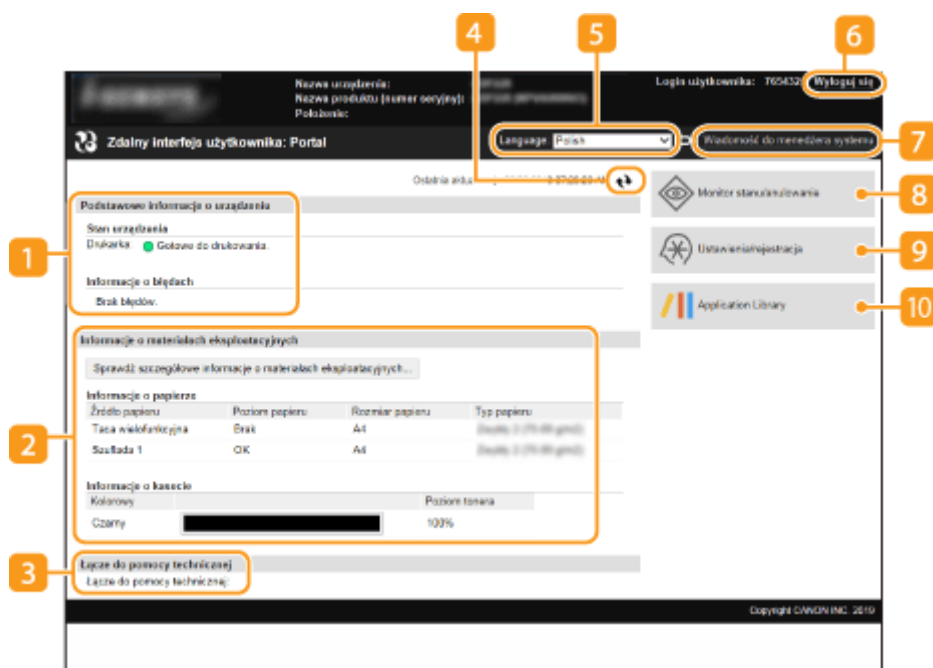 4 5 6
Nazwa urządzenia:
Login użytkownika: 765432 Wyloguj się
Nazwa produktu (numer seryjny):
Położenie:
Zdalny interfejs użytkownika: Portal
Language: Polish
Wiadomość do menedżera systemu
7
Ostatnia
Podstawowe informacje o urządzeniu
Stan urządzenia
Drukarka: Gotowe do drukowania.
1
Informacje o błędach
Brak błędów.
Monitor stanu/anulowanie
8
Ustawienia/rejestracja
9
Application Library
10
Informacje o materiałach eksploatacyjnych
Sprawdź szczegółowe informacje o materiałach eksploatacyjnych...
Informacje o papierze
Źródło papieru Poziom papieru Rozmiar papieru Typ papieru
Taca wielofunkcyjna Brak A4
2
Szuflada 1 OK A4
Informacje o kasecie
Kolorowy Poziom tonera
Czarny 100%
3
Łącze do pomocy technicznej
Łącze do pomocy technicznej:
Copyright CANON INC. 2019